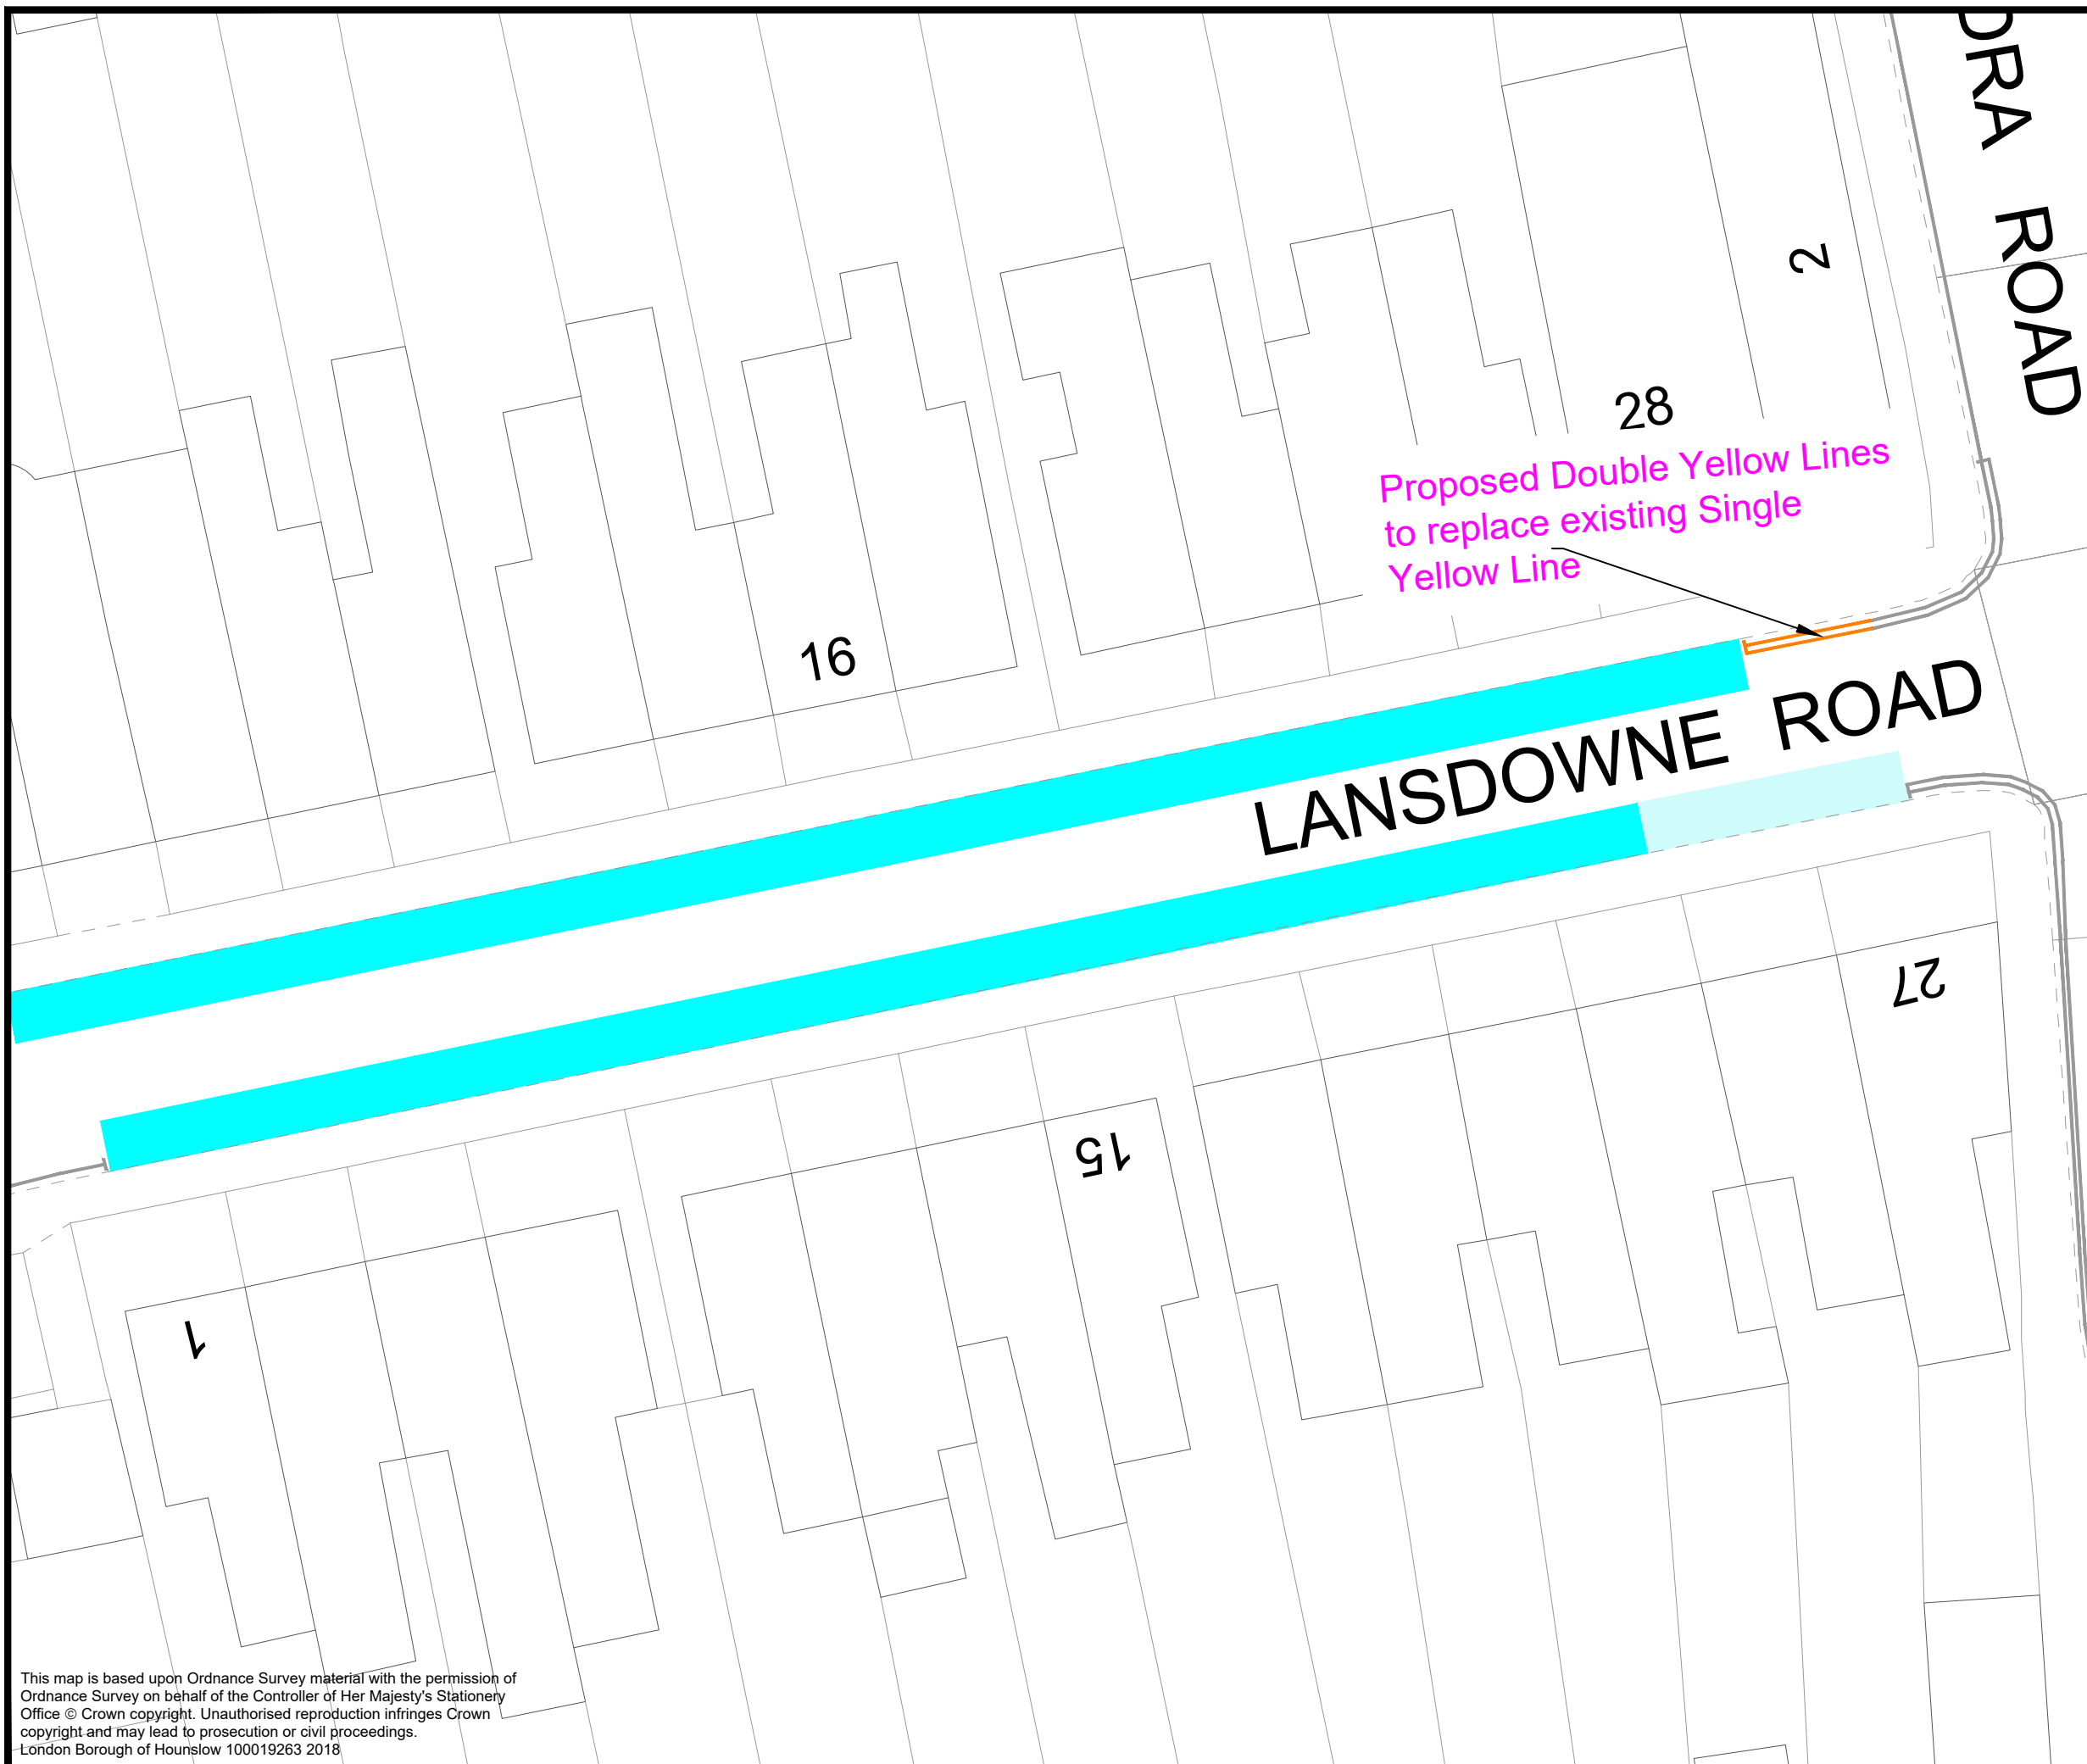 DRA ROAD
2
28
Proposed Double Yellow Lines
to replace existing Single
Yellow Line
16
LANSDOWNE ROAD
27
15
1
This map is based upon Ordnance Survey material with the permission of
Ordnance Survey on behalf of the Controller of Her Majesty's Stationery
Office © Crown copyright. Unauthorised reproduction infringes Crown
copyright and may lead to prosecution or civil proceedings.
London Borough of Hounslow 100019263 2018